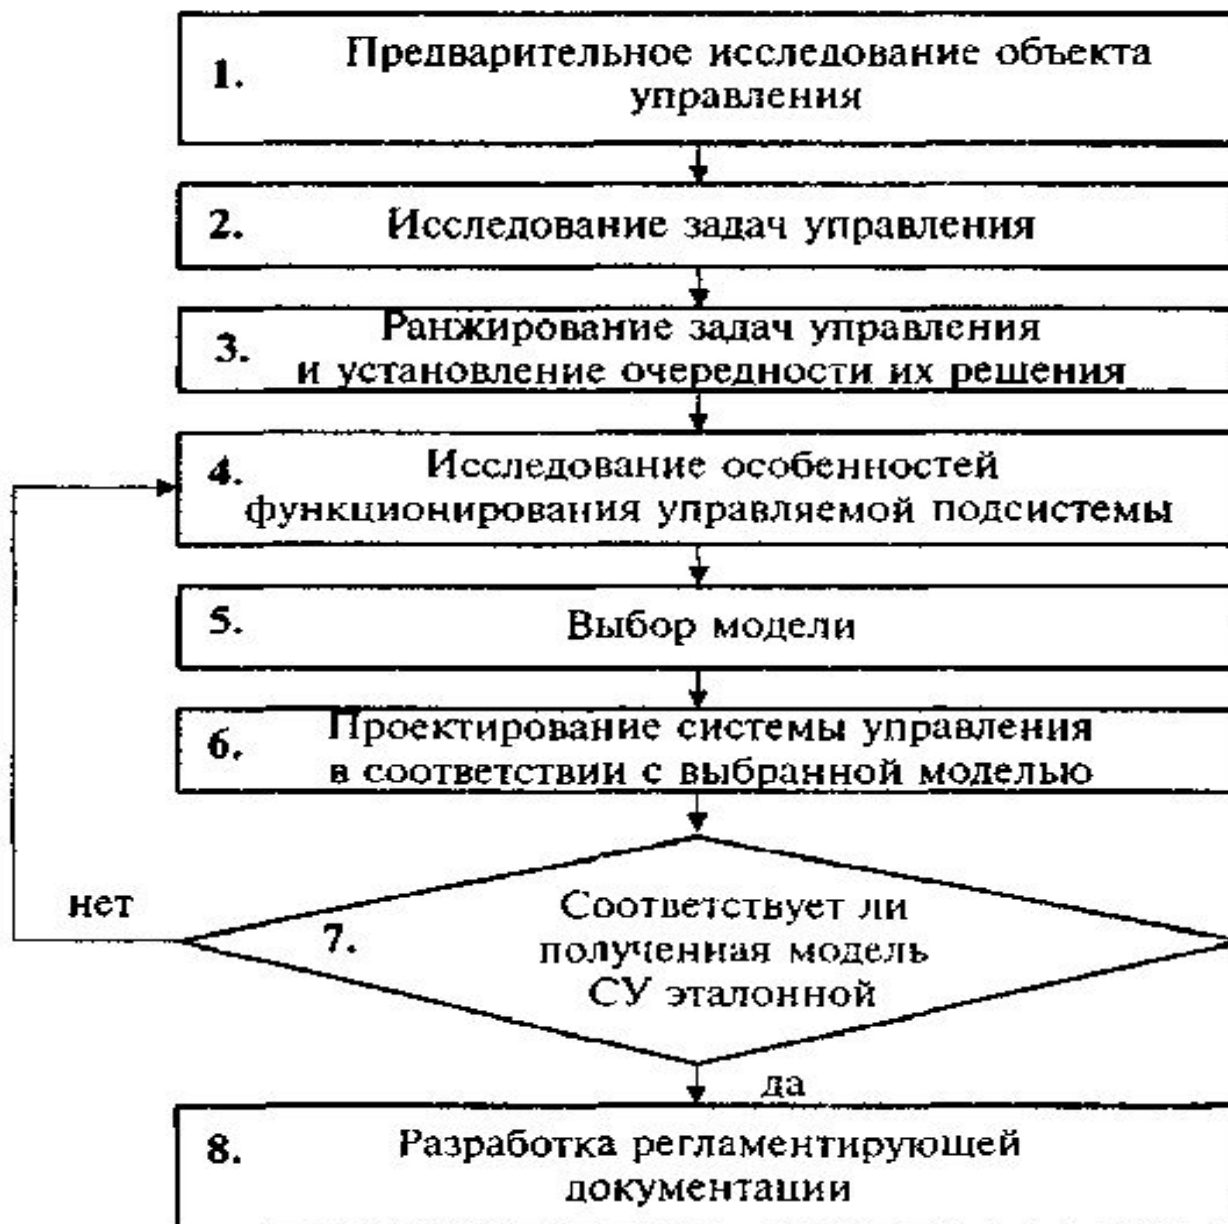 1. Предварительное исследование объекта
управления
2. Исследование задач управления
3. Ранжирование задач управления
и установление очередности их решения
4. Исследование особенностей
функционирования управляемой подсистемы
5. Выбор модели
6. Проектирование системы управления
в соответствии с выбранной моделью
нет
7. Соответствует ли
полученная модель
СУ эталонной
да
8. Разработка регламентирующей
документации